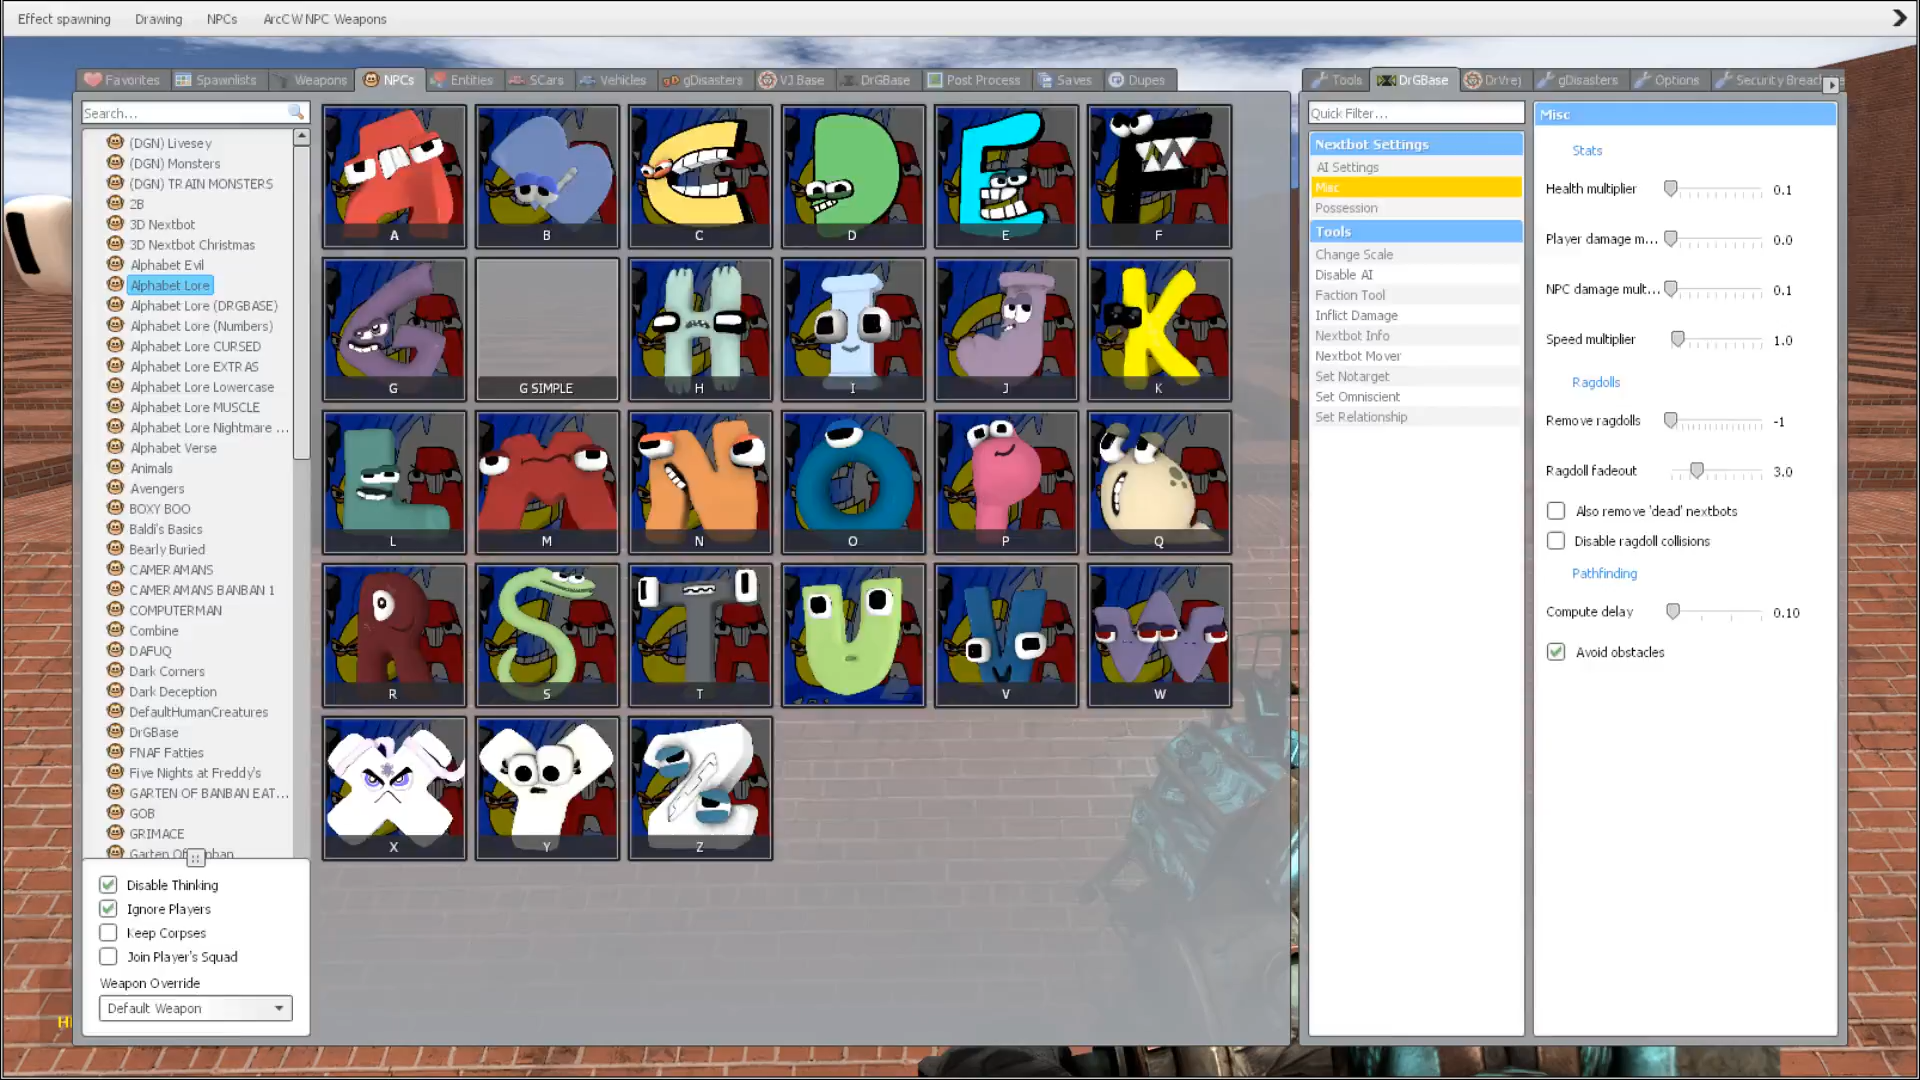 Effect spawning Drawing NPCs ArcCW NPC Weapons
Favorites Spawnlists Weapons NPCs Entities SCars Vehicles gDisasters VJ Base DrGBase Post Process Saves Dupes
Tools DrGBase DrVrej gDisasters Options Security Breach
Search...
(DGN) Livesey
(DGN) Monsters
(DGN) TRAIN MONSTERS
2B
3D Nextbot
3D Nextbot Christmas
Alphabet Evil
Alphabet Lore
Alphabet Lore (DRGBASE)
Alphabet Lore (Numbers)
Alphabet Lore CURSED
Alphabet Lore EXTRAS
Alphabet Lore Lowercase
Alphabet Lore MUSCLE
Alphabet Lore Nightmare ...
Alphabet Verse
Animals
Avengers
BOXY BOO
Baldi's Basics
Bearly Buried
CAMERAMANS
CAMERAMANS BANBAN 1
COMPUTERMAN
Combine
DAFUQ
Dark Corners
Dark Deception
DefaultHumanCreatures
DrGBase
FNAF Fatties
Five Nights at Freddy's
GARTEN OF BANBAN EAT...
GOB
GRIMACE
Disable Thinking
Ignore Players
Keep Corpses
Join Player's Squad
Weapon Override
Default Weapon
A B C D E F
G G SIMPLE H I J K
L M N O P Q
R S T V W
X Y Z
Quick Filter...
Nextbot Settings
AI Settings
Misc
Possession
Tools
Change Scale
Disable AI
Faction Tool
Inflict Damage
Nextbot Info
Nextbot Mover
Set Notarget
Set Omniscient
Set Relationship
Misc
Stats
Health multiplier 0.1
Player damage m... 0.0
NPC damage mult... 0.1
Speed multiplier 1.0
Ragdolls
Remove ragdolls -1
Ragdoll fadeout 3.0
Also remove 'dead' nextbots
Disable ragdoll collisions
Pathfinding
Compute delay 0.10
Avoid obstacles